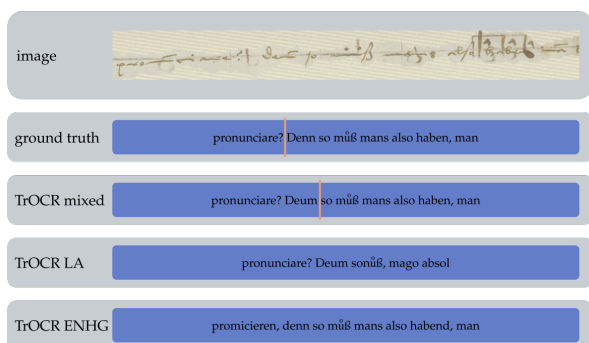 image
ground truth
pronunciare? Denn so můß mans also haben, man
TrOCR mixed
pronunciare? Deum so můß mans also haben, man
TrOCR LA
pronunciare? Deum sonůß, mago absol
TrOCR ENHG
promicieren, denn so můß mans also habend, man